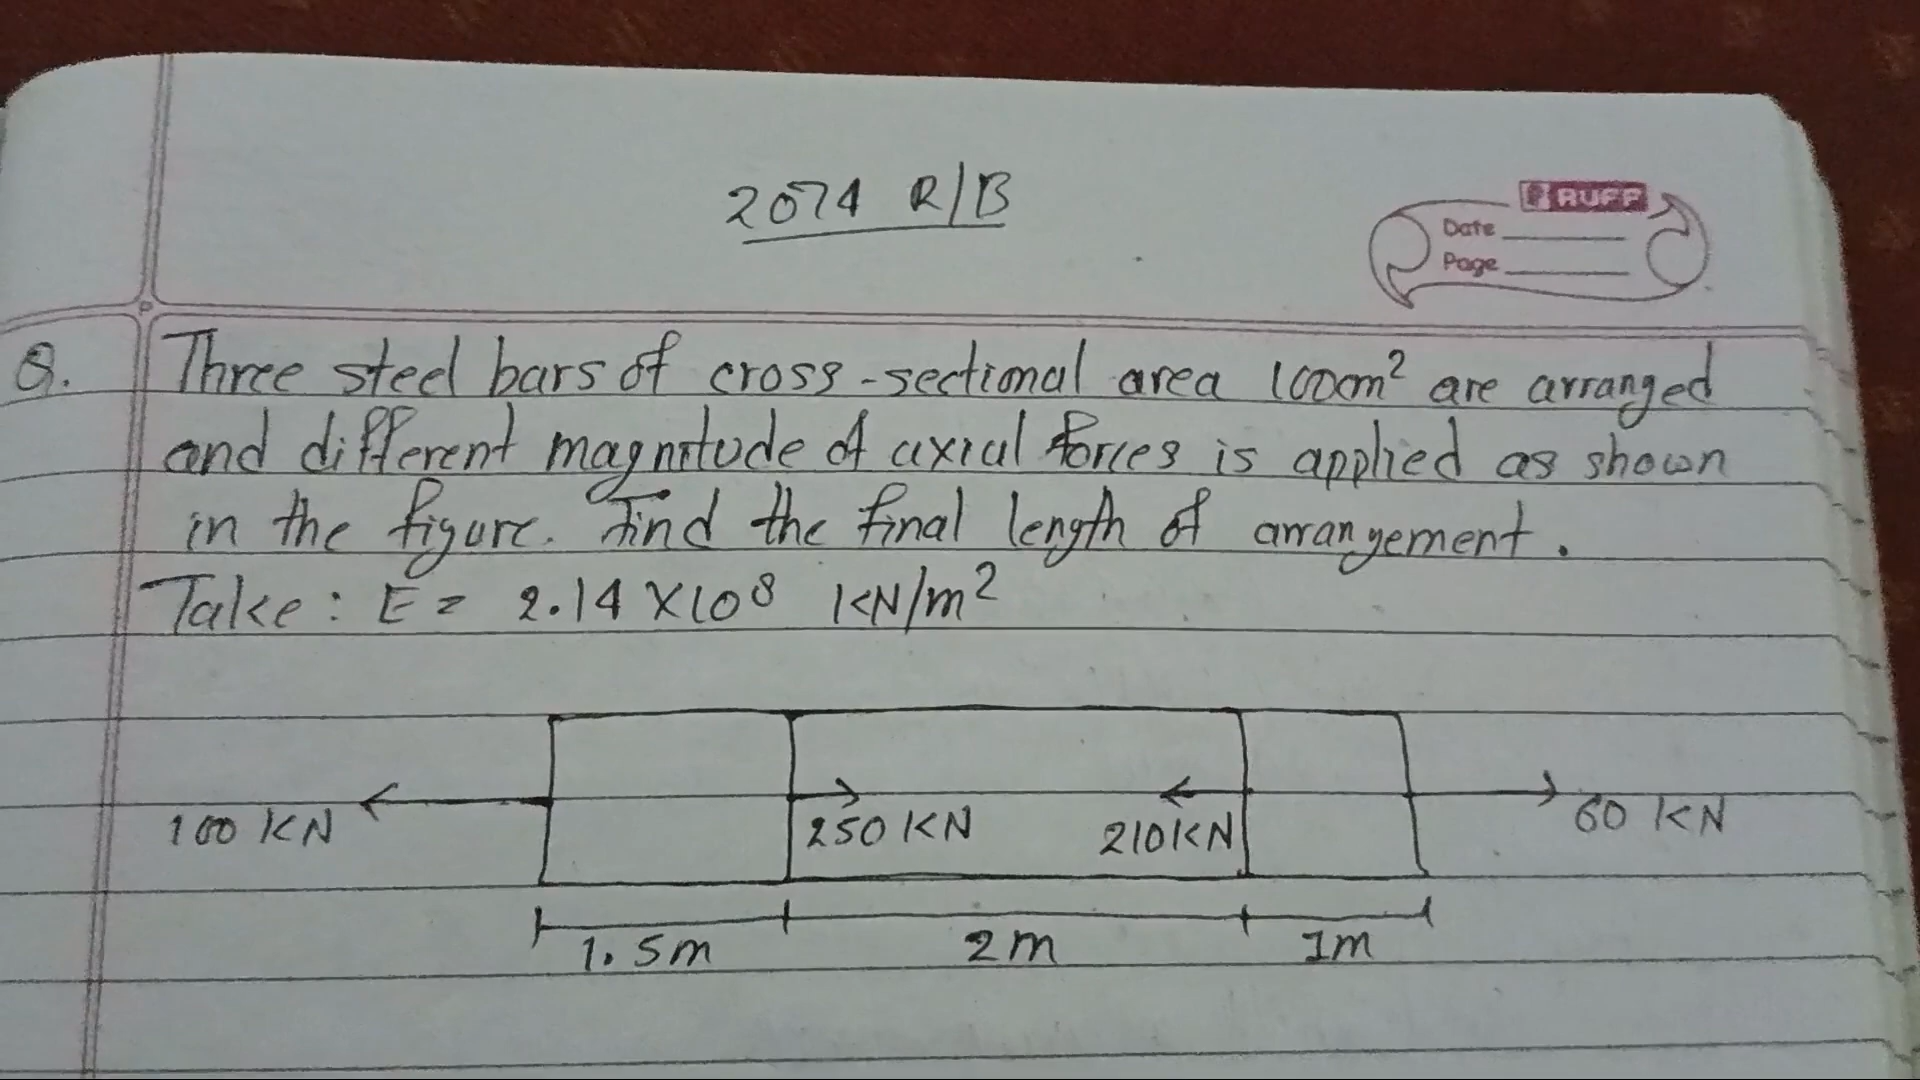 2074 R/B
RUFF
Date
Page
Q. Three steel bars of cross-sectional area 100cm² are arranged
and different magnitude of axial forces is applied as shown
in the figure. Find the final length of arrangement.
Take: E = 2.14 X10⁸ KN/m²
100 KN 250 KN 210KN 60 KN
1.5m 2m 1m